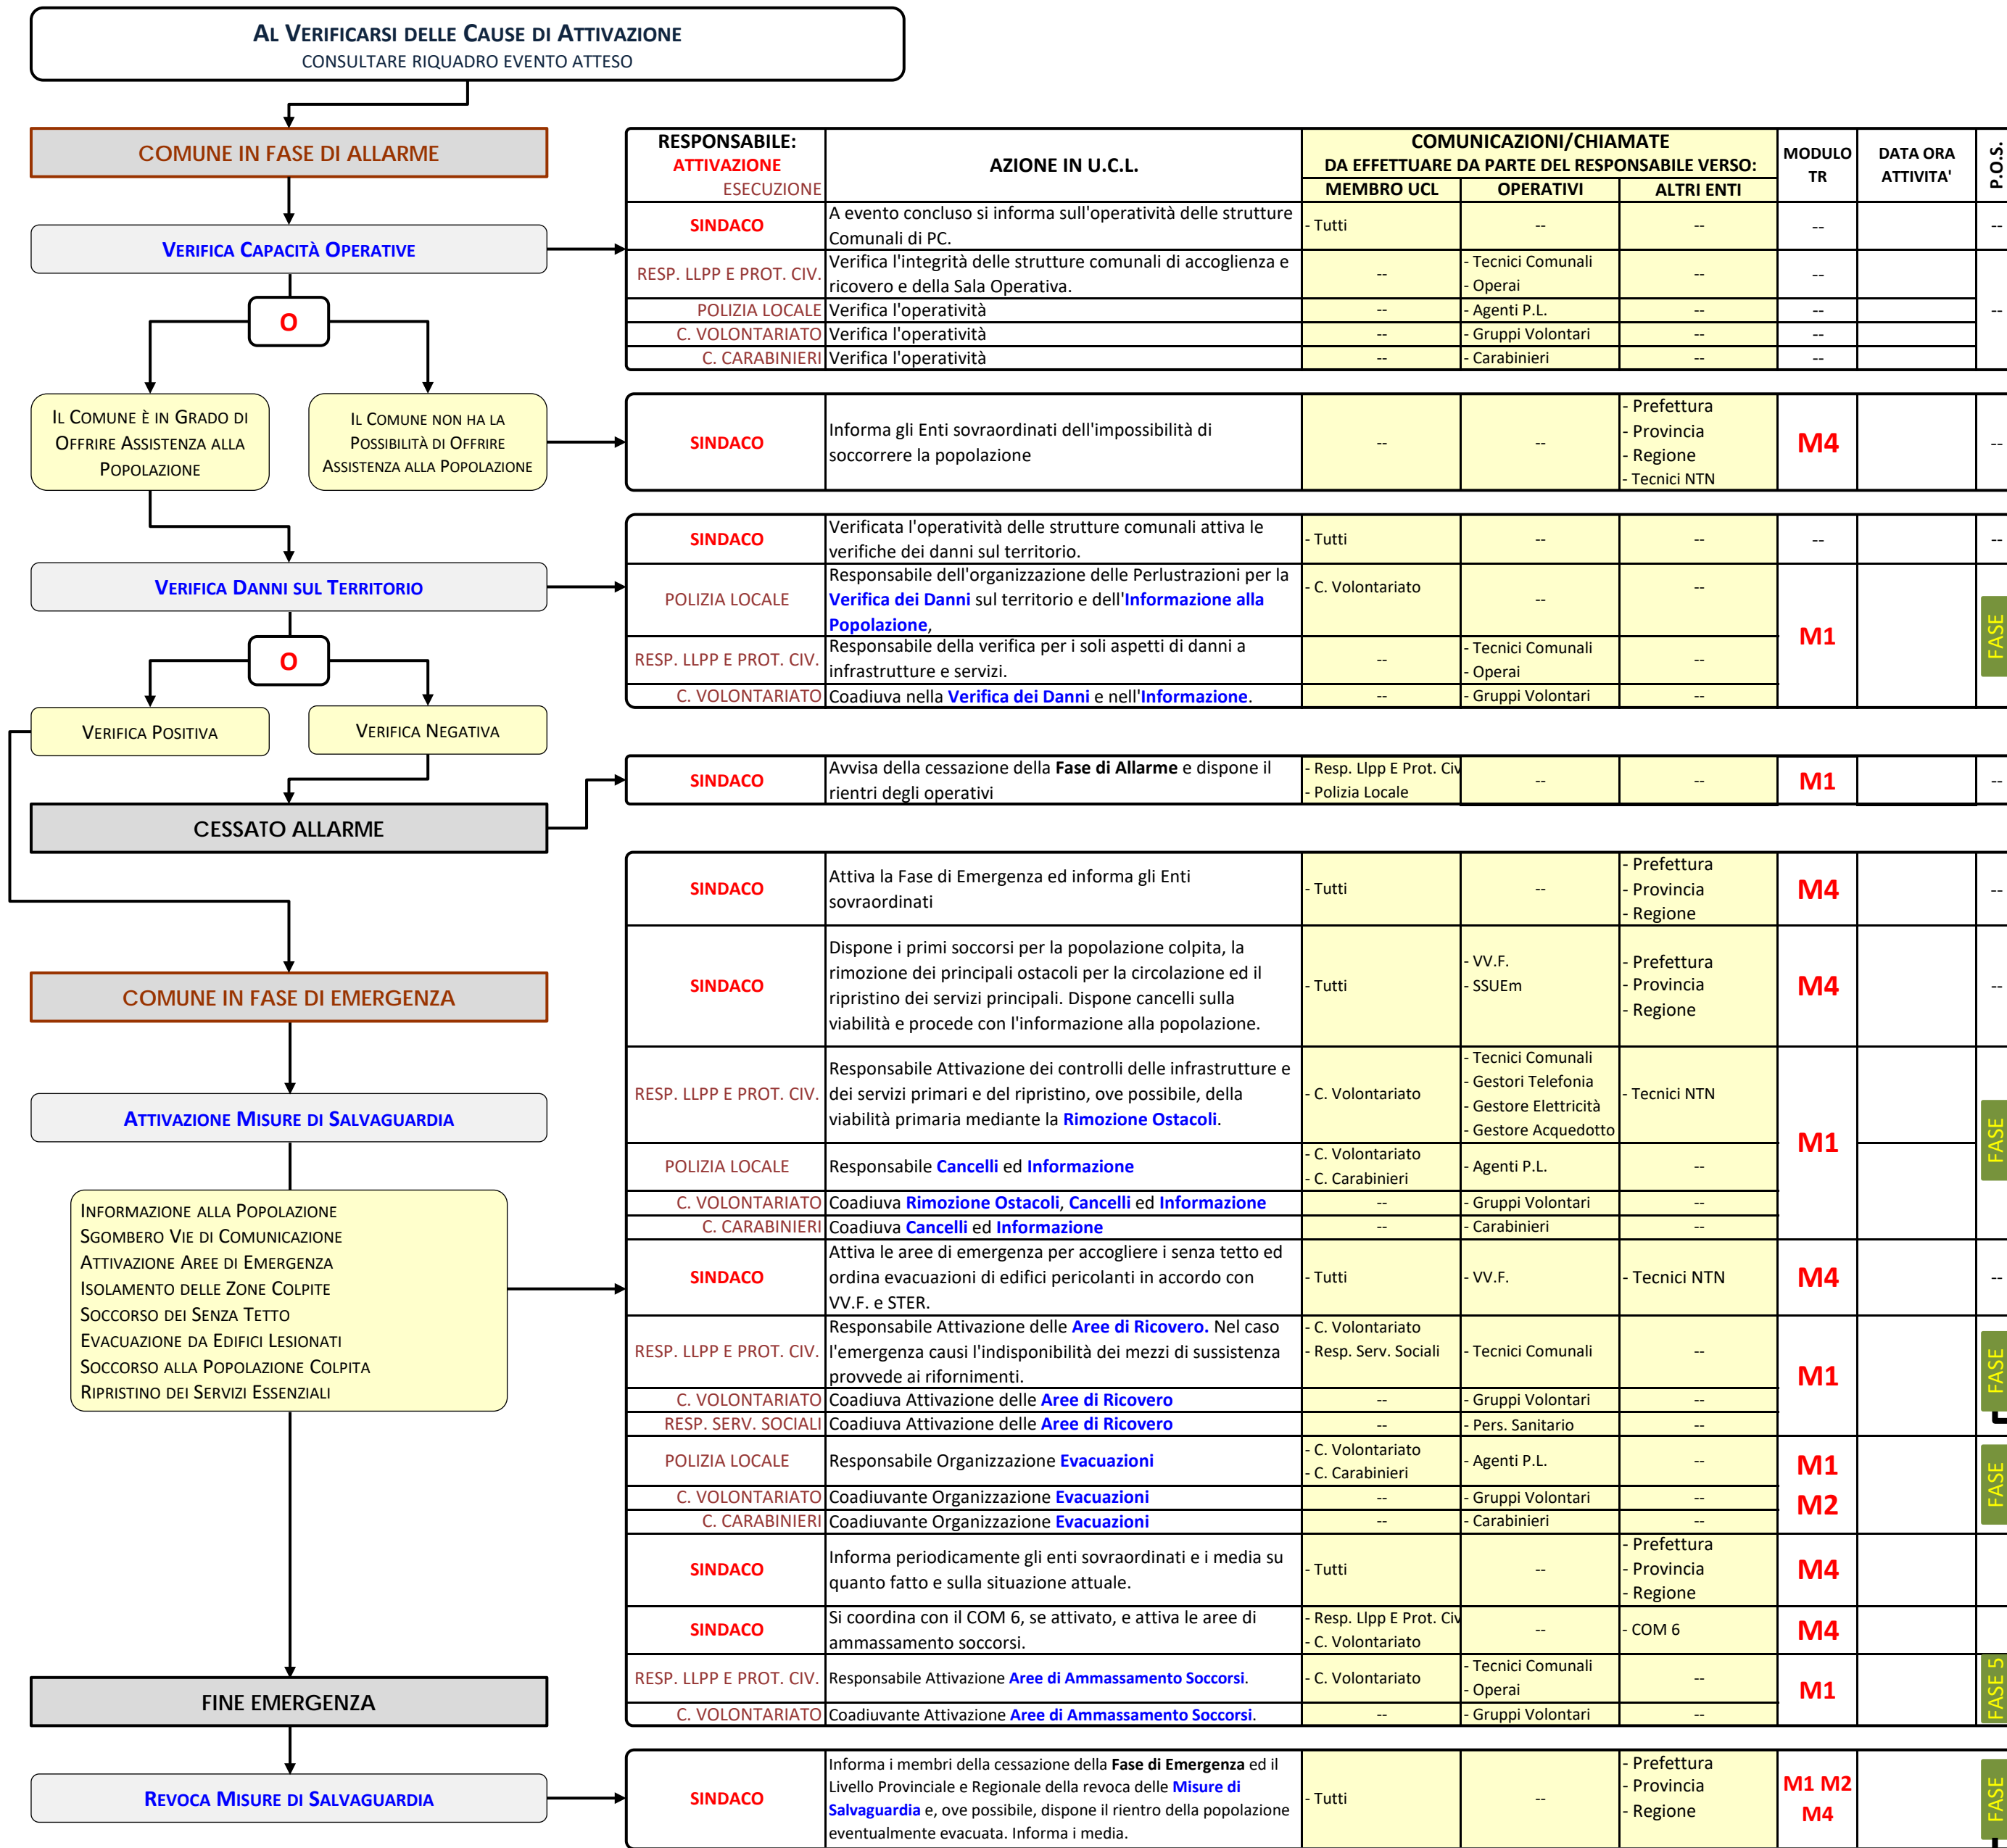 AL VERIFICARSI DELLE CAUSE DI ATTIVAZIONE
CONSULTARE RIQUADRO EVENTO ATTESO
COMUNE IN FASE DI ALLARME
VERIFICA CAPACITÀ OPERATIVE
O
IL COMUNE È IN GRADO DI
OFFRIRE ASSISTENZA ALLA
POPOLAZIONE
IL COMUNE NON HA LA
POSSIBILITÀ DI OFFRIRE
ASSISTENZA ALLA POPOLAZIONE
VERIFICA DANNI SUL TERRITORIO
O
VERIFICA POSITIVA
VERIFICA NEGATIVA
CESSATO ALLARME
COMUNE IN FASE DI EMERGENZA
ATTIVAZIONE MISURE DI SALVAGUARDIA
INFORMAZIONE ALLA POPOLAZIONE
SGOMBERO VIE DI COMUNICAZIONE
ATTIVAZIONE AREE DI EMERGENZA
ISOLAMENTO DELLE ZONE COLPITE
SOCCORSO DEI SENZA TETTO
EVACUAZIONE DA EDIFICI LESIONATI
SOCCORSO ALLA POPOLAZIONE COLPITA
RIPRISTINO DEI SERVIZI ESSENZIALI
FINE EMERGENZA
REVOCA MISURE DI SALVAGUARDIA
RESPONSABILE:
ATTIVAZIONE
ESECUZIONE
AZIONE IN U.C.L.
COMUNICAZIONI/CHIAMATE
DA EFFETTUARE DA PARTE DEL RESPONSABILE VERSO:
MEMBRO UCL OPERATIVI ALTRI ENTI
MODULO
TR
DATA ORA
ATTIVITA'
P.O.S.
SINDACO
A evento concluso si informa sull'operatività delle strutture
Comunali di PC.
- Tutti -- -- -- --
RESP. LLPP E PROT. CIV.
Verifica l'integrità delle strutture comunali di accoglienza e
ricovero e della Sala Operativa.
--
- Tecnici Comunali
- Operai
-- --
POLIZIA LOCALE Verifica l'operatività -- - Agenti P.L. -- -- --
C. VOLONTARIATO Verifica l'operatività -- - Gruppi Volontari -- --
C. CARABINIERI Verifica l'operatività -- - Carabinieri -- --
SINDACO
Informa gli Enti sovraordinati dell'impossibilità di
soccorrere la popolazione
-- --
- Prefettura
- Provincia
- Regione
- Tecnici NTN
M4 --
SINDACO
Verificata l'operatività delle strutture comunali attiva le
verifiche dei danni sul territorio.
- Tutti -- -- -- --
POLIZIA LOCALE
Responsabile dell'organizzazione delle Perlustrazioni per la
Verifica dei Danni sul territorio e dell'Informazione alla
Popolazione,
- C. Volontariato -- --
M1
FASE
RESP. LLPP E PROT. CIV.
Responsabile della verifica per i soli aspetti di danni a
infrastrutture e servizi.
--
- Tecnici Comunali
- Operai
--
C. VOLONTARIATO Coadiuva nella Verifica dei Danni e nell'Informazione. -- - Gruppi Volontari --
SINDACO
Avvisa della cessazione della Fase di Allarme e dispone il
rientri degli operativi
- Resp. Llpp E Prot. Civ
- Polizia Locale
-- -- M1 --
SINDACO
Attiva la Fase di Emergenza ed informa gli Enti
sovraordinati
- Tutti --
- Prefettura
- Provincia
- Regione
M4 --
SINDACO
Dispone i primi soccorsi per la popolazione colpita, la
rimozione dei principali ostacoli per la circolazione ed il
ripristino dei servizi principali. Dispone cancelli sulla
viabilità e procede con l'informazione alla popolazione.
- Tutti
- VV.F.
- SSUEm
- Prefettura
- Provincia
- Regione
M4 --
RESP. LLPP E PROT. CIV.
Responsabile Attivazione dei controlli delle infrastrutture e
dei servizi primari e del ripristino, ove possibile, della
viabilità primaria mediante la Rimozione Ostacoli.
- C. Volontariato
- Tecnici Comunali
- Gestori Telefonia
- Gestore Elettricità
- Gestore Acquedotto
- Tecnici NTN
M1
FASE
POLIZIA LOCALE Responsabile Cancelli ed Informazione
- C. Volontariato
- C. Carabinieri
- Agenti P.L. --
C. VOLONTARIATO Coadiuva Rimozione Ostacoli, Cancelli ed Informazione -- - Gruppi Volontari --
C. CARABINIERI Coadiuva Cancelli ed Informazione -- - Carabinieri --
SINDACO
Attiva le aree di emergenza per accogliere i senza tetto ed
ordina evacuazioni di edifici pericolanti in accordo con
VV.F. e STER.
- Tutti - VV.F. - Tecnici NTN M4 --
RESP. LLPP E PROT. CIV.
Responsabile Attivazione delle Aree di Ricovero. Nel caso
l'emergenza causi l'indisponibilità dei mezzi di sussistenza
provvede ai rifornimenti.
- C. Volontariato
- Resp. Serv. Sociali
- Tecnici Comunali --
M1
FASE
C. VOLONTARIATO Coadiuva Attivazione delle Aree di Ricovero -- - Gruppi Volontari --
RESP. SERV. SOCIALI Coadiuva Attivazione delle Aree di Ricovero -- - Pers. Sanitario --
POLIZIA LOCALE Responsabile Organizzazione Evacuazioni
- C. Volontariato
- C. Carabinieri
- Agenti P.L. --
M1
M2
FASE
C. VOLONTARIATO Coadiuvante Organizzazione Evacuazioni -- - Gruppi Volontari --
C. CARABINIERI Coadiuvante Organizzazione Evacuazioni -- - Carabinieri --
SINDACO
Informa periodicamente gli enti sovraordinati e i media su
quanto fatto e sulla situazione attuale.
- Tutti --
- Prefettura
- Provincia
- Regione
M4
SINDACO
Si coordina con il COM 6, se attivato, e attiva le aree di
ammassamento soccorsi.
- Resp. Llpp E Prot. Civ
- C. Volontariato
-- - COM 6 M4
RESP. LLPP E PROT. CIV. Responsabile Attivazione Aree di Ammassamento Soccorsi. - C. Volontariato
- Tecnici Comunali
- Operai
--
M1
FASE 5
C. VOLONTARIATO Coadiuvante Attivazione Aree di Ammassamento Soccorsi. -- - Gruppi Volontari --
SINDACO
Informa i membri della cessazione della Fase di Emergenza ed il
Livello Provinciale e Regionale della revoca delle Misure di
Salvaguardia e, ove possibile, dispone il rientro della popolazione
eventualmente evacuata. Informa i media.
- Tutti --
- Prefettura
- Provincia
- Regione
M1 M2
M4
FASE